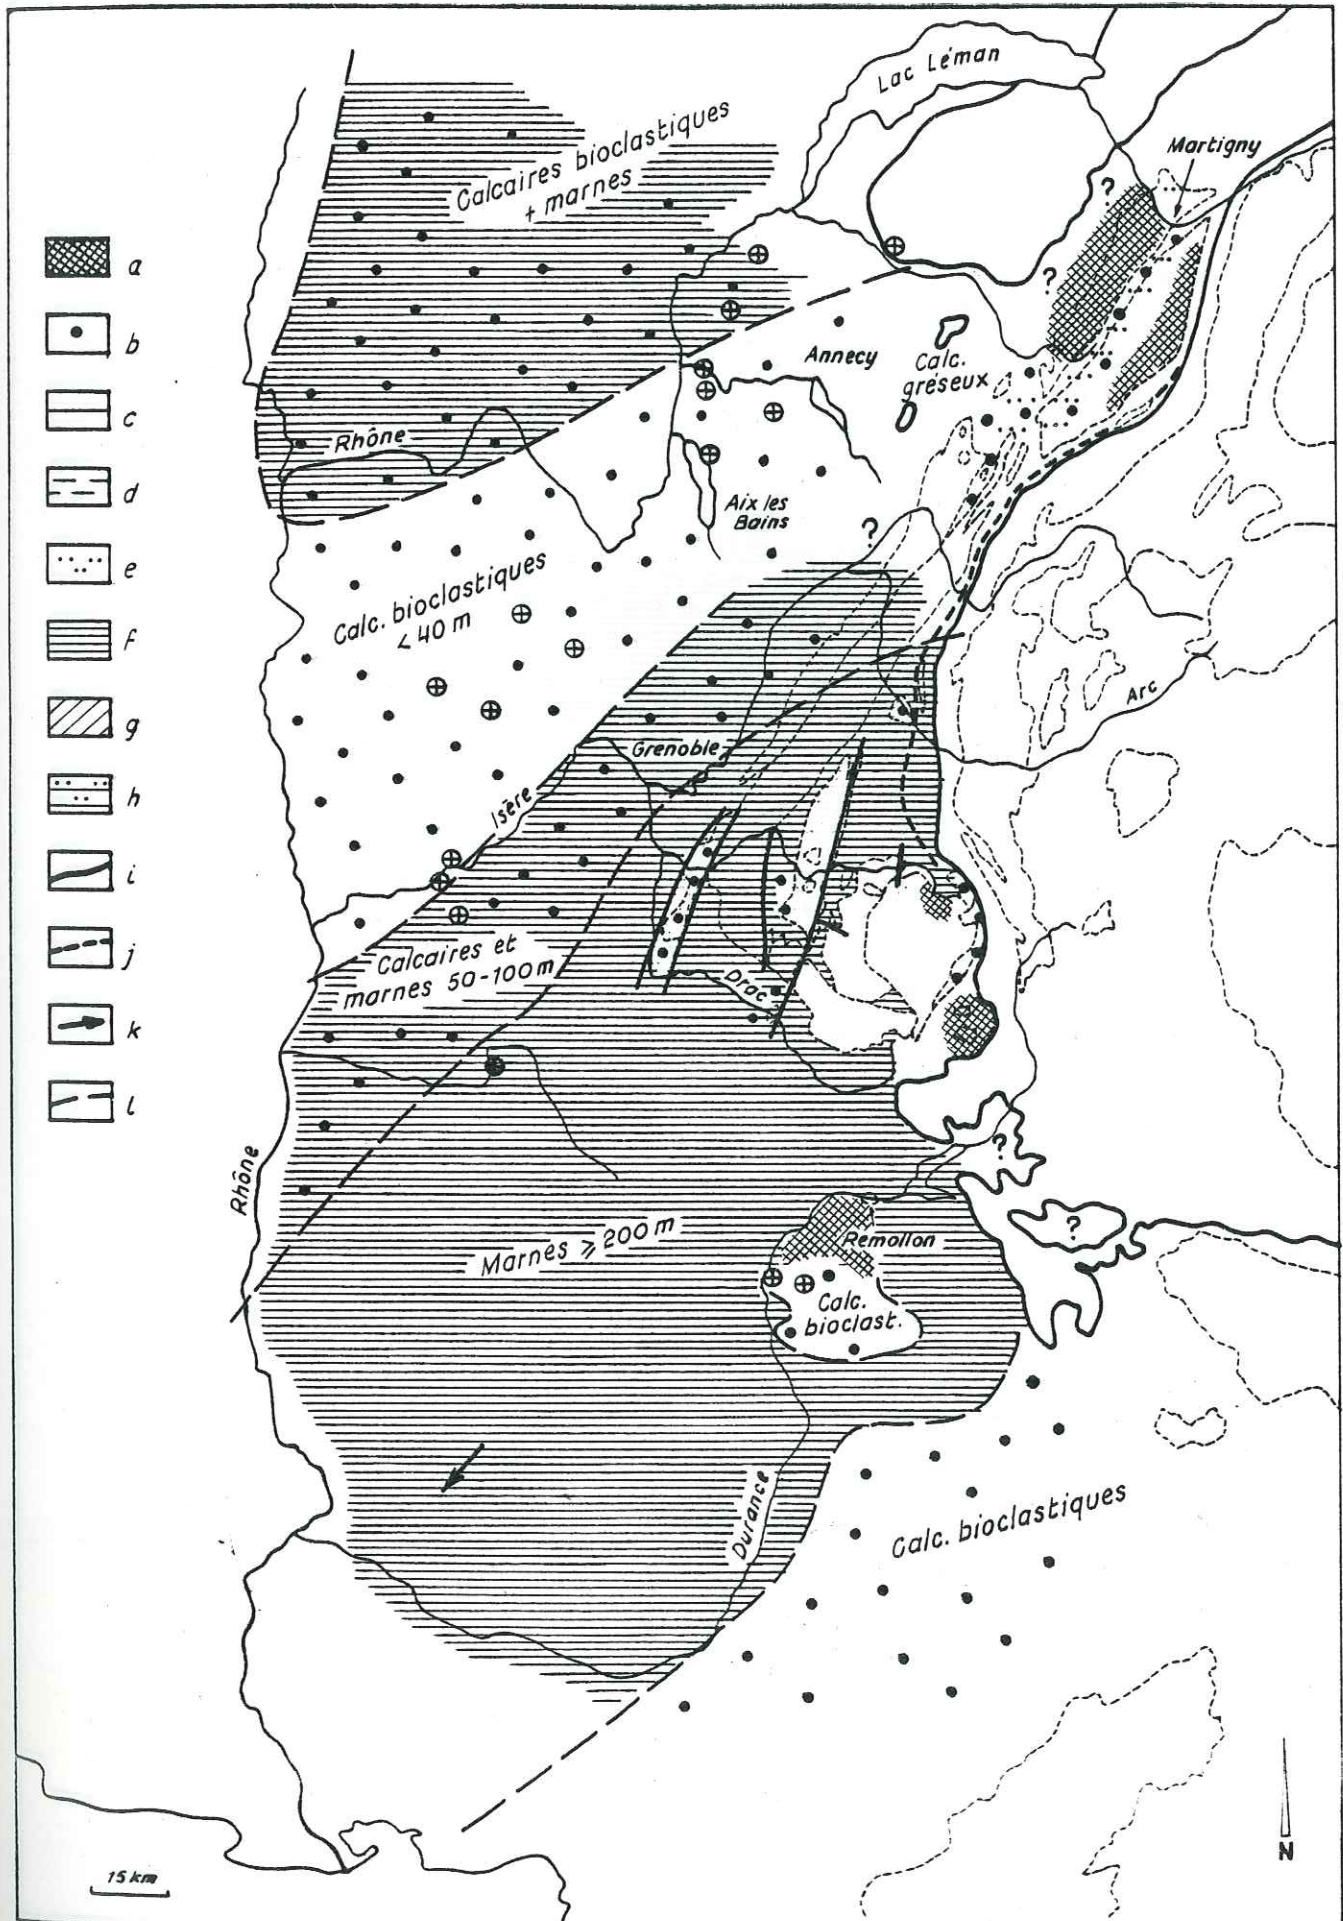 Lac Léman
Calcaires bioclastiques
+ marnes
Martigny
?
?
a
b
c
d
e
f
g
h
i
j
k
l
Annecy
Calc.
gréseux
Rhône
Aix les
Bains
?
Calc. bioclastiques
< 40 m
Arc
Grenoble
Isère
Calcaires et
marnes 50-100 m
Drac
Rhône
?
?
Marnes ⩾ 200 m
Remollon
Calc.
bioclast.
Durance
Calc. bioclastiques
15 km
N